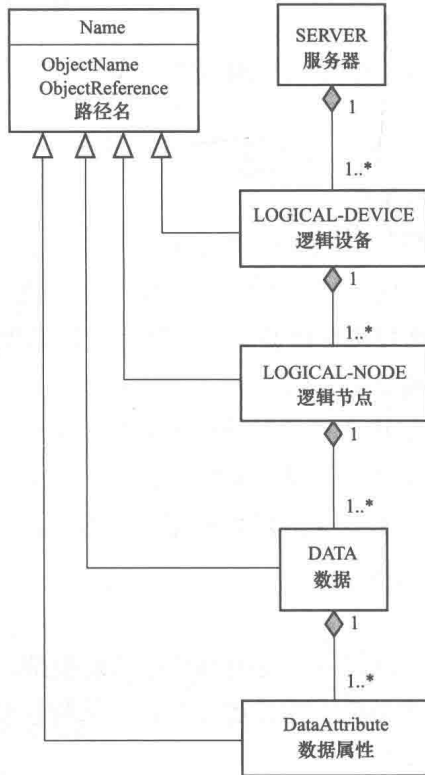 Name
ObjectName
ObjectReference
路径名
SERVER
服务器
1
1..*
LOGICAL-DEVICE
逻辑设备
1
1..*
LOGICAL-NODE
逻辑节点
1
1..*
DATA
数据
1
1..*
DataAttribute
数据属性